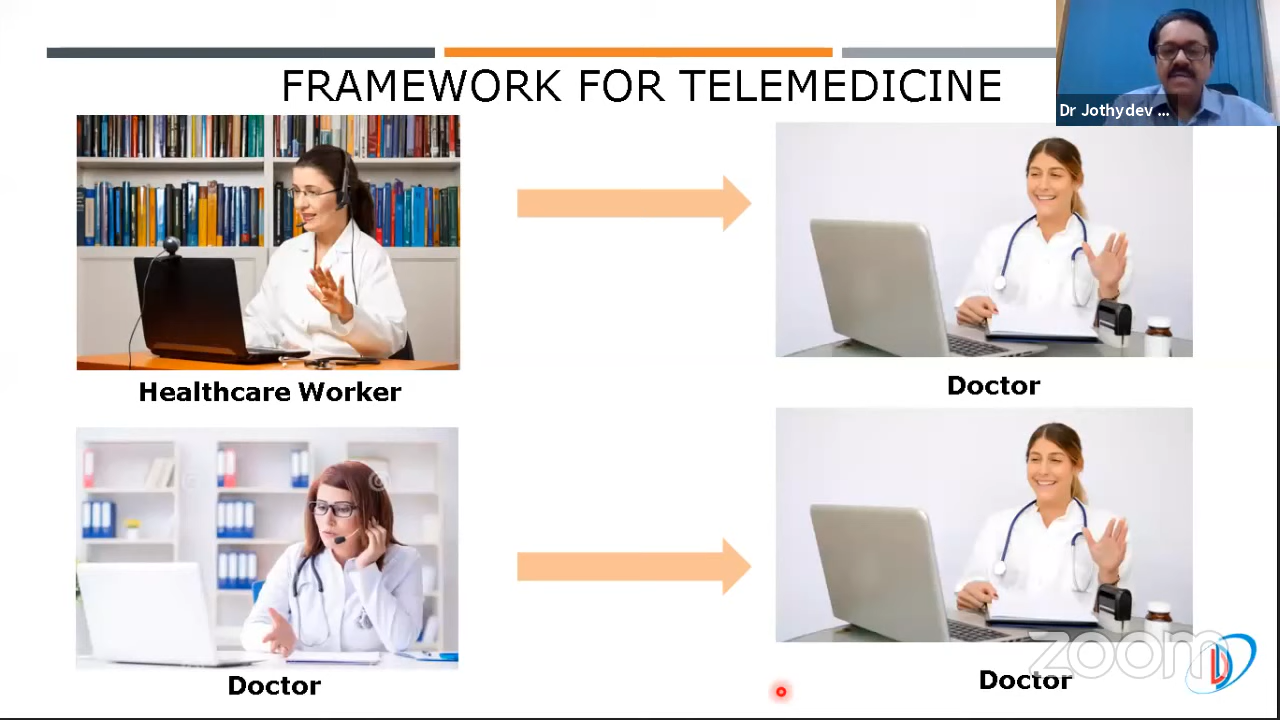 FRAMEWORK FOR TELEMEDICINE
Dr Jothydev ...
Healthcare Worker
Doctor
Doctor
Doctor
zoom